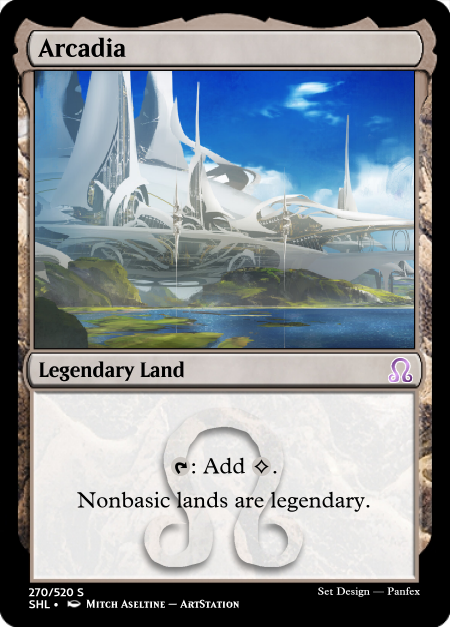 Arcadia
Legendary Land
: Add .
Nonbasic lands are legendary.
270/520 S
SHL • Mitch Aseltine — ArtStation
Set Design — Panfex